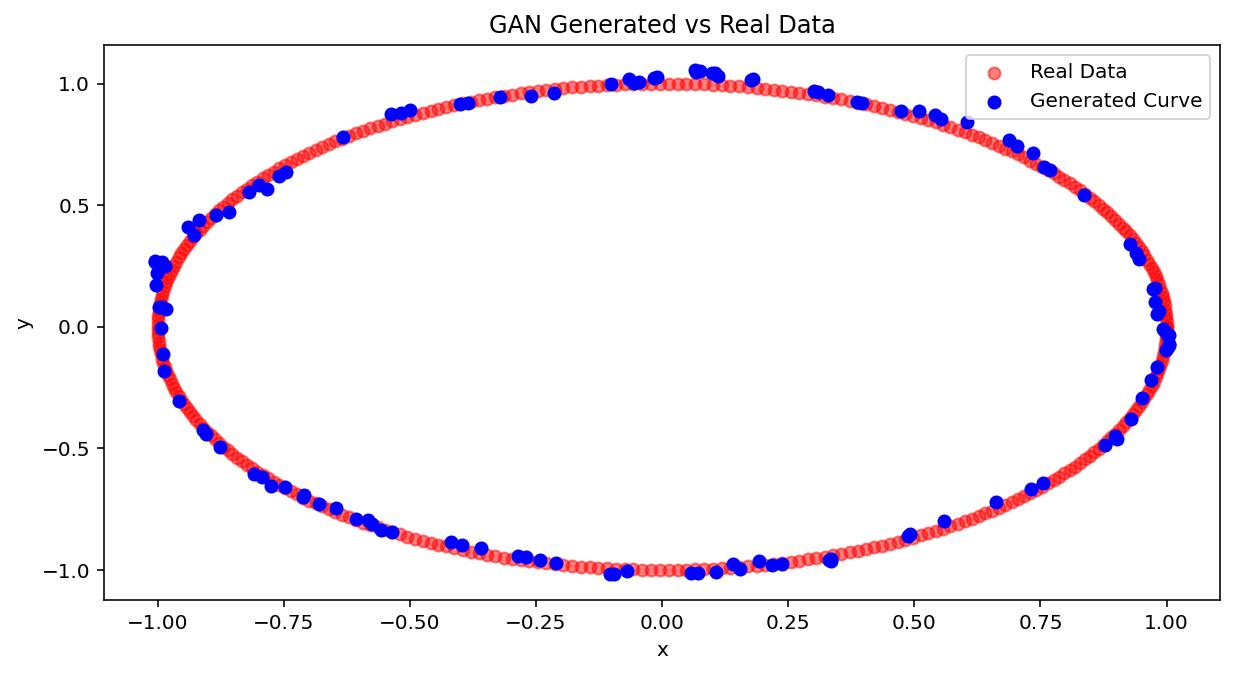 GAN Generated vs Real Data
Real Data
Generated Curve
y
1.0
0.5
0.0
−0.5
−1.0
−1.00 −0.75 −0.50 −0.25 0.00 0.25 0.50 0.75 1.00
x